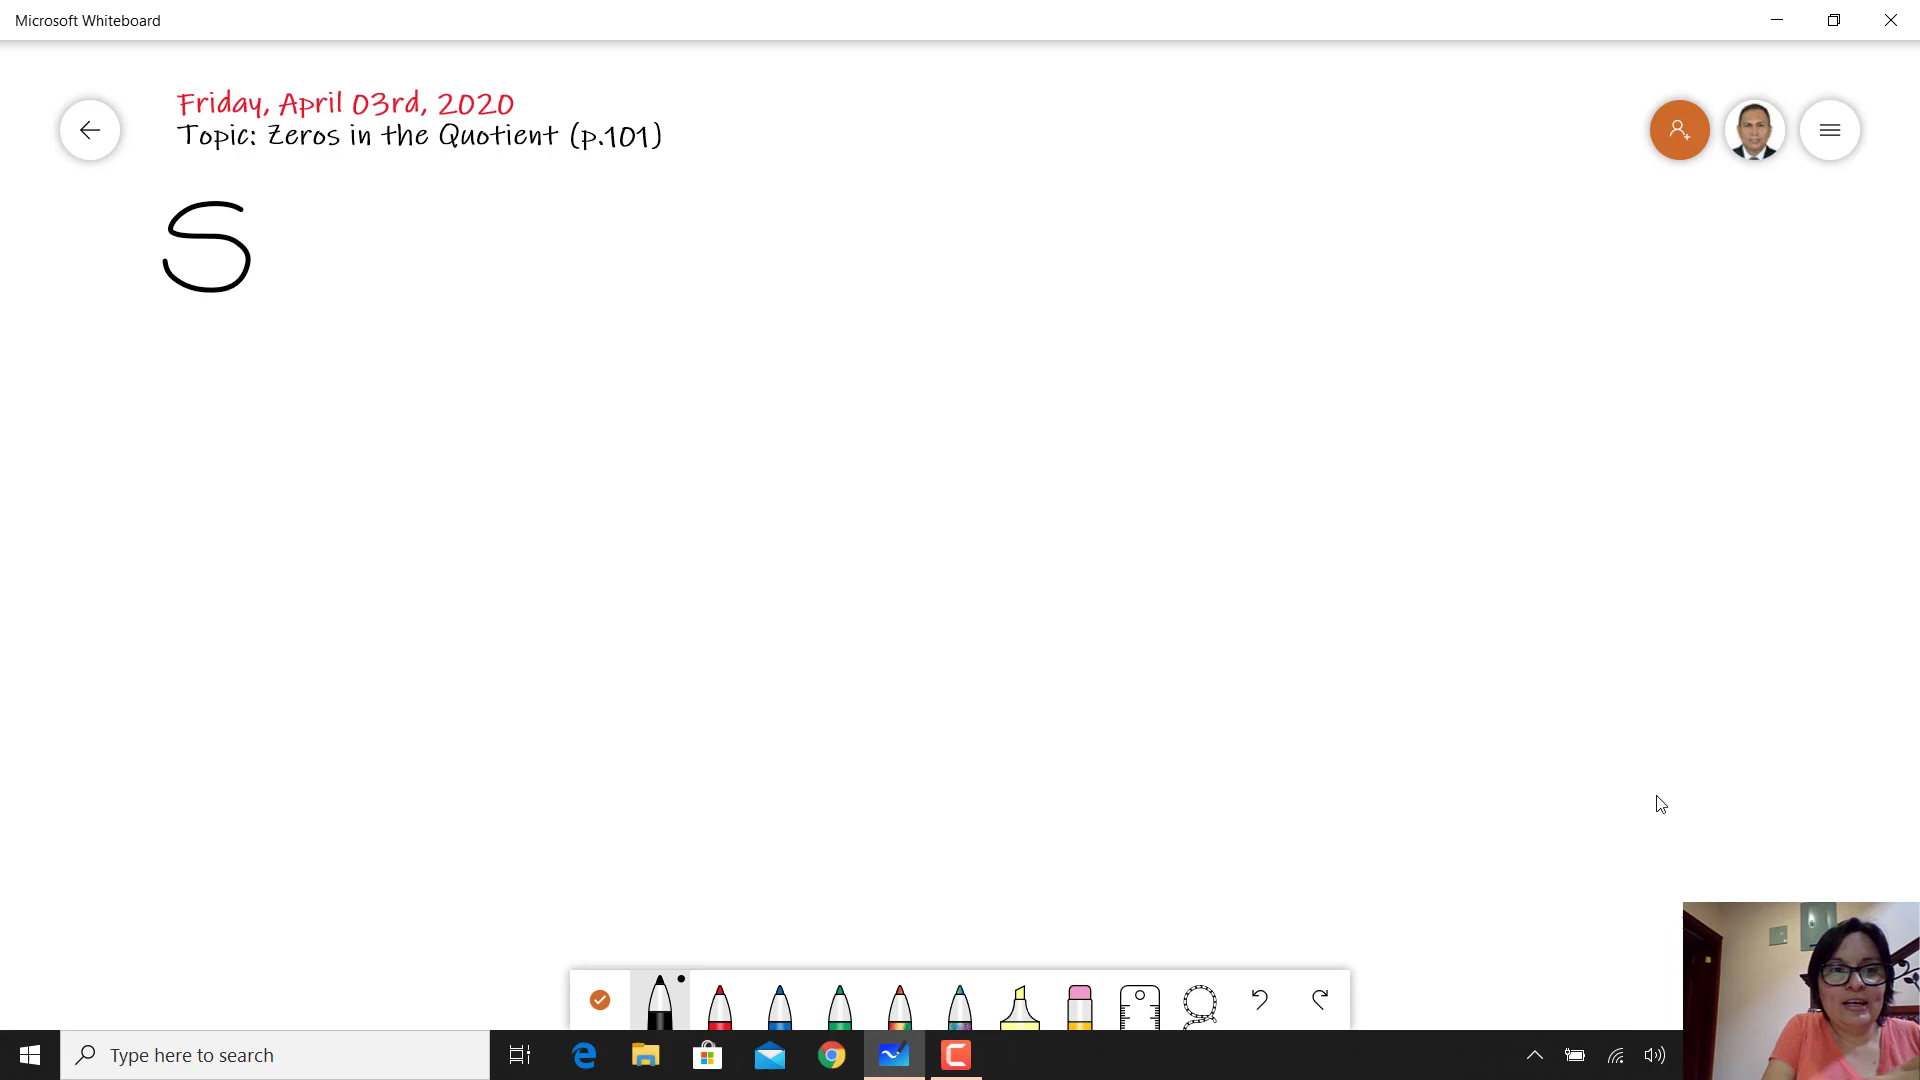 Microsoft Whiteboard
Friday, April 03rd, 2020
Topic: Zeros in the Quotient (p.101)
S
Type here to search